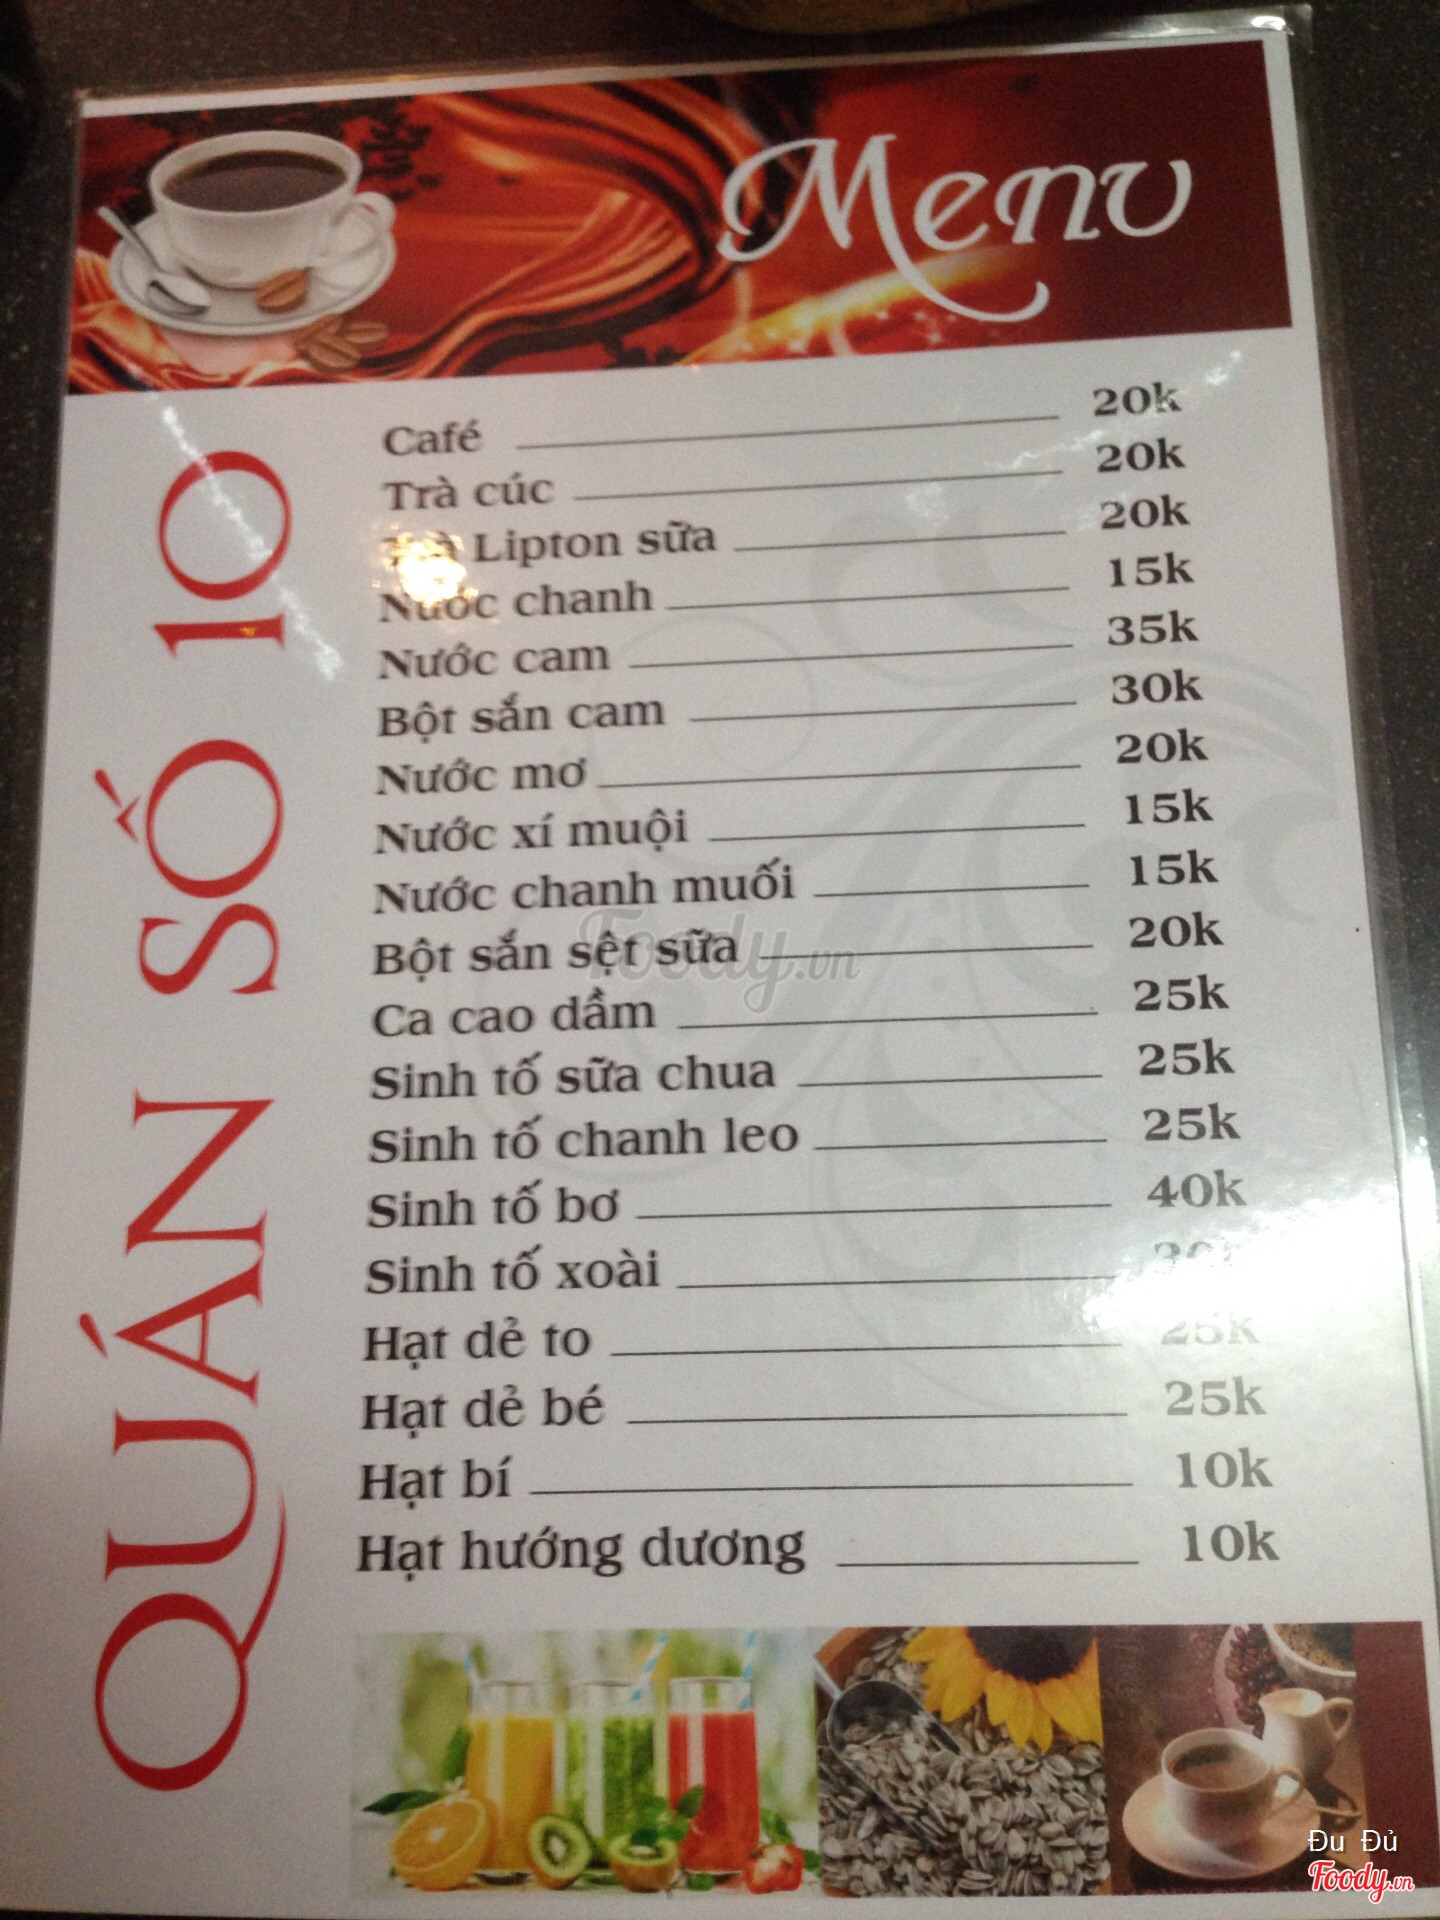 Menu
QUÁN SỐ 10
Café 20k
Trà cúc 20k
Trà Lipton sữa 20k
Nước chanh 15k
Nước cam 35k
Bột sắn cam 30k
Nước mơ 20k
Nước xí muội 15k
Nước chanh muối 15k
Bột sắn sệt sữa 20k
Ca cao dầm 25k
Sinh tố sữa chua 25k
Sinh tố chanh leo 25k
Sinh tố bơ 40k
Sinh tố xoài
Hạt dẻ to 25k
Hạt dẻ bé 25k
Hạt bí 10k
Hạt hướng dương 10k
Foody.vn
Đu Đủ
Foody.vn